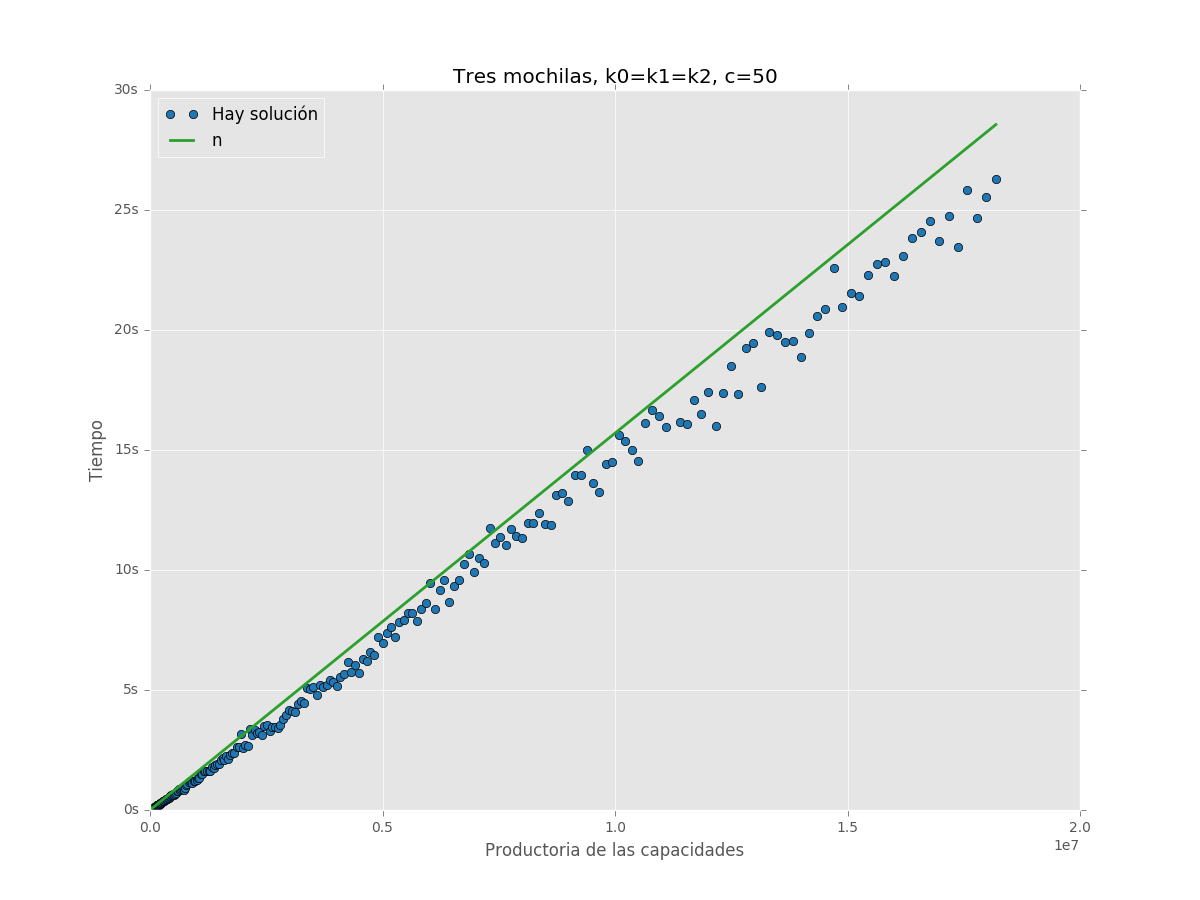 Tres mochilas, k0=k1=k2, c=50
Hay solución
n
30s
25s
20s
15s
10s
5s
0s
Tiempo
0.0
0.5
1.0
1.5
2.0
1e7
Productoria de las capacidades